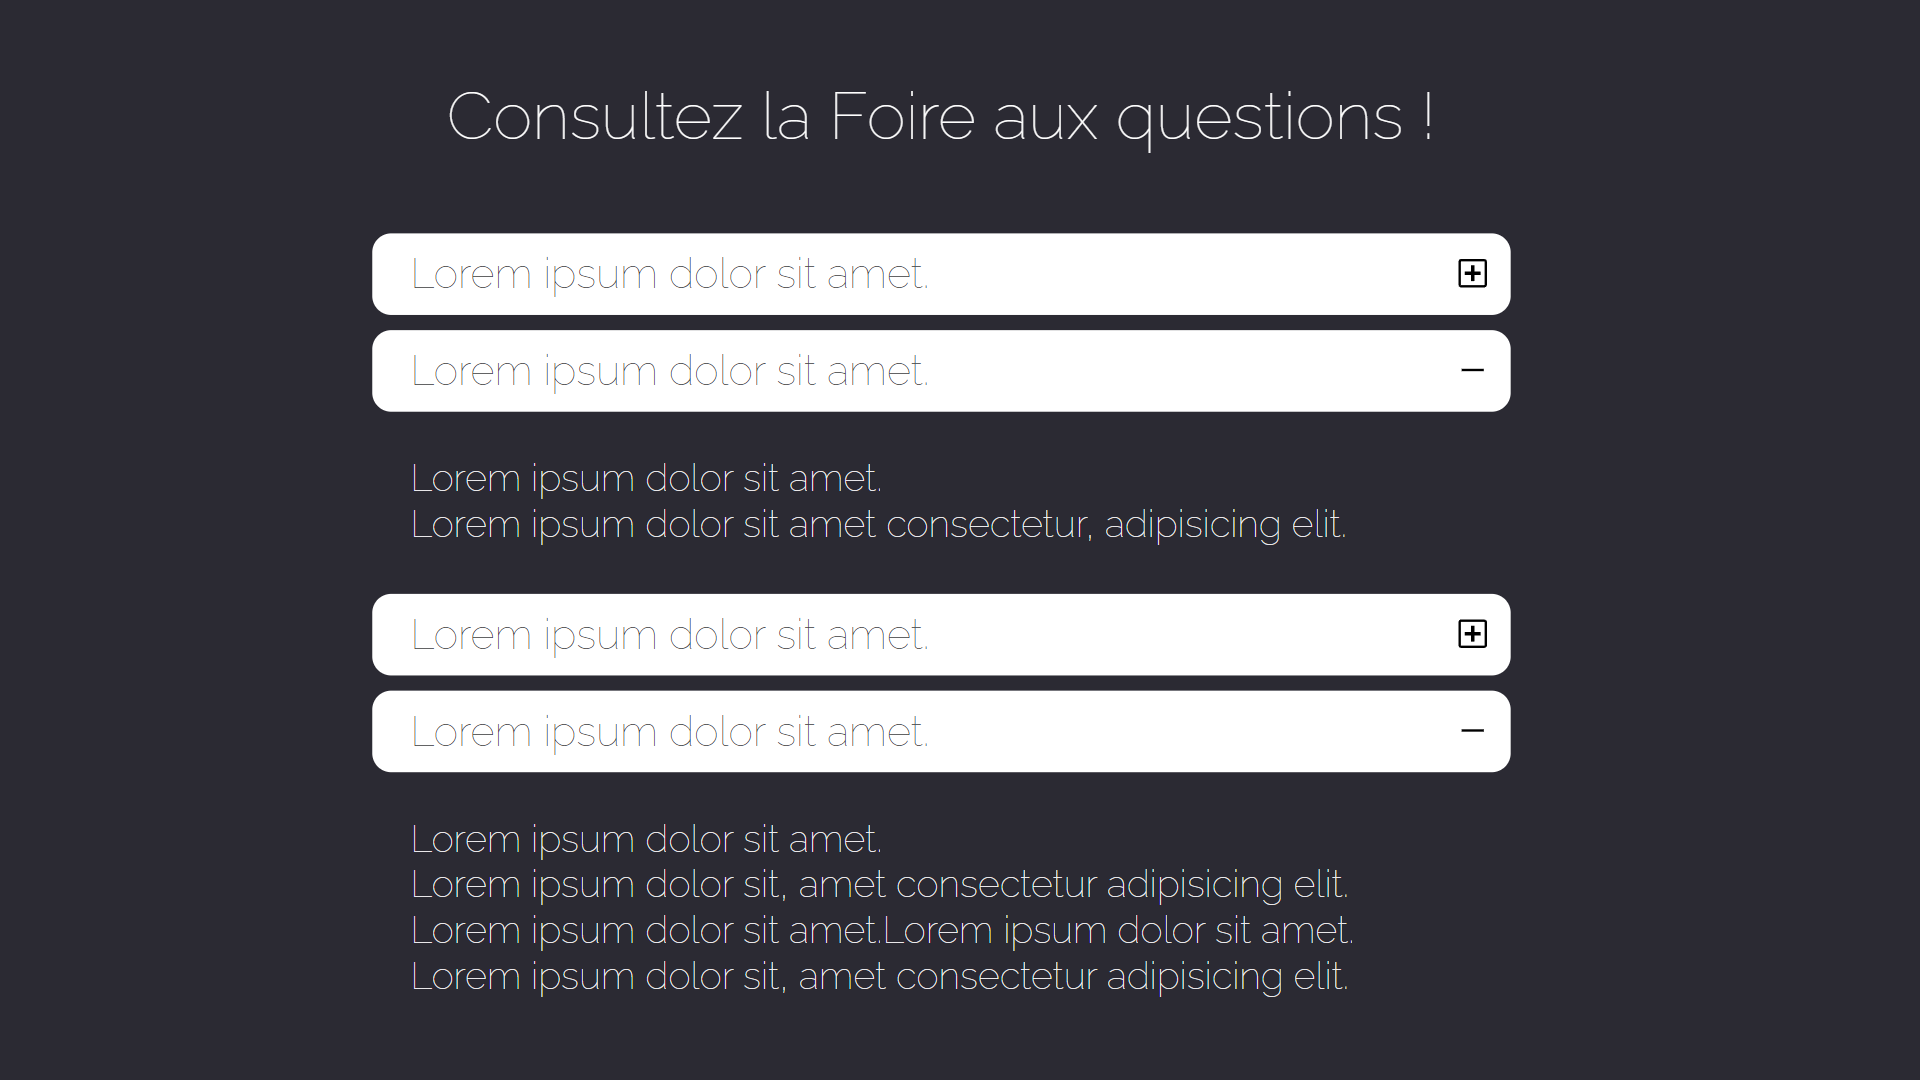 Consultez la Foire aux questions !
Lorem ipsum dolor sit amet.
Lorem ipsum dolor sit amet.
Lorem ipsum dolor sit amet.
Lorem ipsum dolor sit amet consectetur, adipisicing elit.
Lorem ipsum dolor sit amet.
Lorem ipsum dolor sit amet.
Lorem ipsum dolor sit amet.
Lorem ipsum dolor sit, amet consectetur adipisicing elit.
Lorem ipsum dolor sit amet.Lorem ipsum dolor sit amet.
Lorem ipsum dolor sit, amet consectetur adipisicing elit.